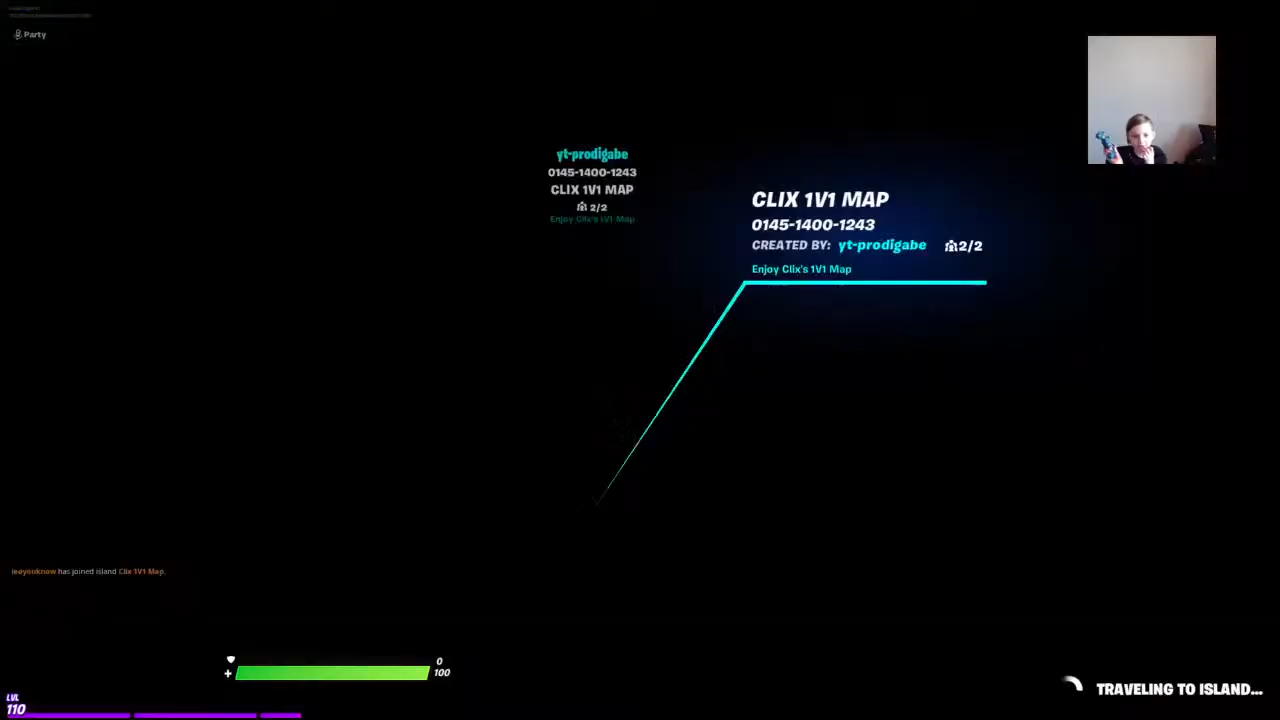 Party
yt-prodigabe
0145-1400-1243
CLIX 1V1 MAP
2/2
Enjoy Clix's 1V1 Map
CLIX 1V1 MAP
0145-1400-1243
CREATED BY: yt-prodigabe 2/2
Enjoy Clix's 1V1 Map
has joined island Clix 1V1 Map.
0
100
LVL
110
TRAVELING TO ISLAND...